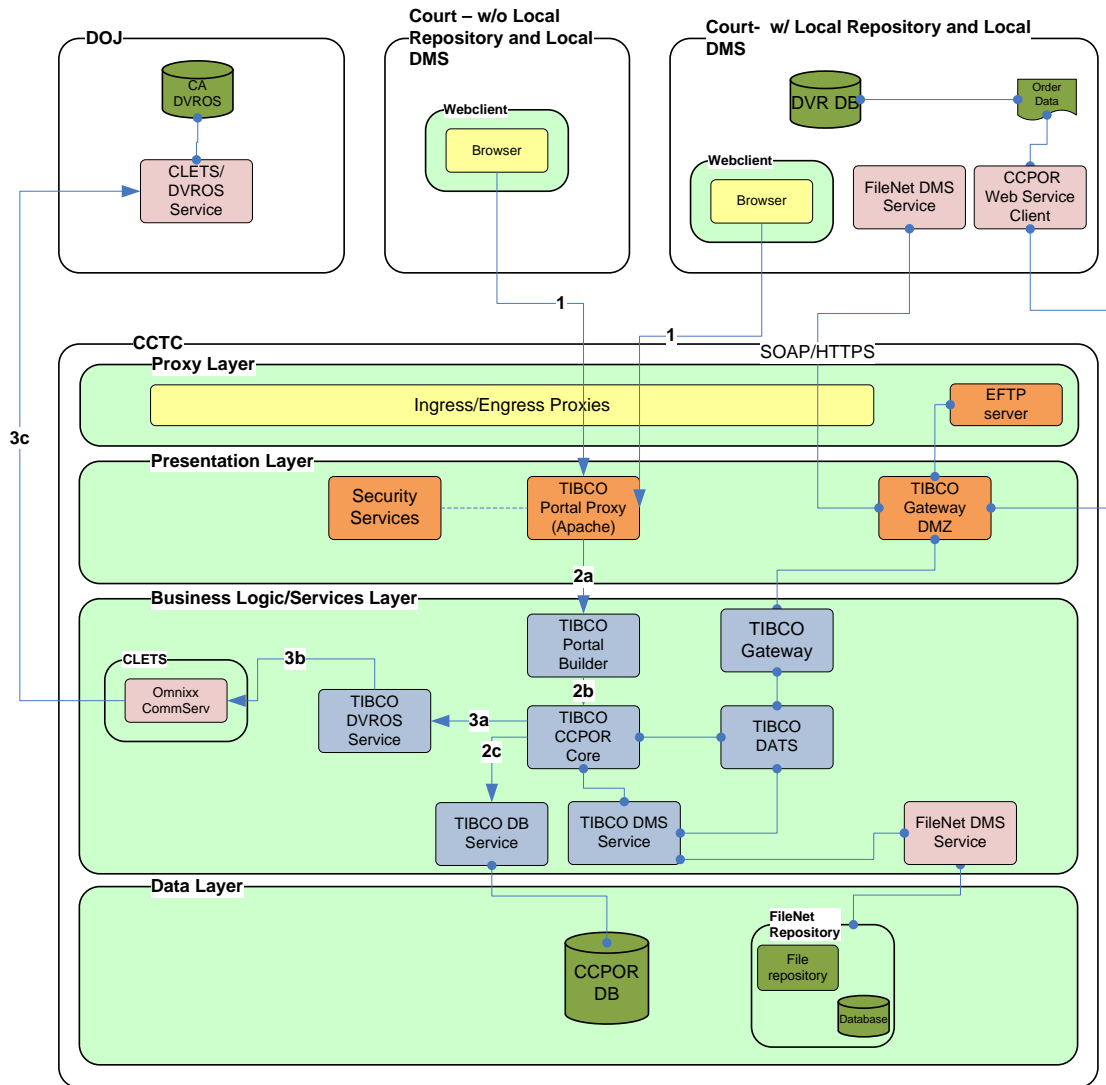 Court – w/o Local
Repository and Local
DMS
Court-  w/ Local Repository and Local
DMS
DOJ
CA
DVROS
CLETS/
DVROS
Service
Webclient
Browser
DVR DB
Order
Data
Webclient
Browser
FileNet DMS
Service
CCPOR
Web Service
Client
1
1
SOAP/HTTPS
3c
CCTC
Proxy Layer
Ingress/Engress Proxies
EFTP
server
Presentation Layer
Security
Services
TIBCO
Portal Proxy
(Apache)
TIBCO
Gateway
DMZ
2a
Business Logic/Services Layer
TIBCO
Portal
Builder
TIBCO
Gateway
CLETS
Omnixx
CommServ
3b
2b
TIBCO
DVROS
Service
3a
2c
TIBCO
CCPOR
Core
TIBCO
DATS
TIBCO DB
Service
TIBCO DMS
Service
FileNet DMS
Service
Data Layer
CCPOR
DB
FileNet
Repository
File
repository
Database